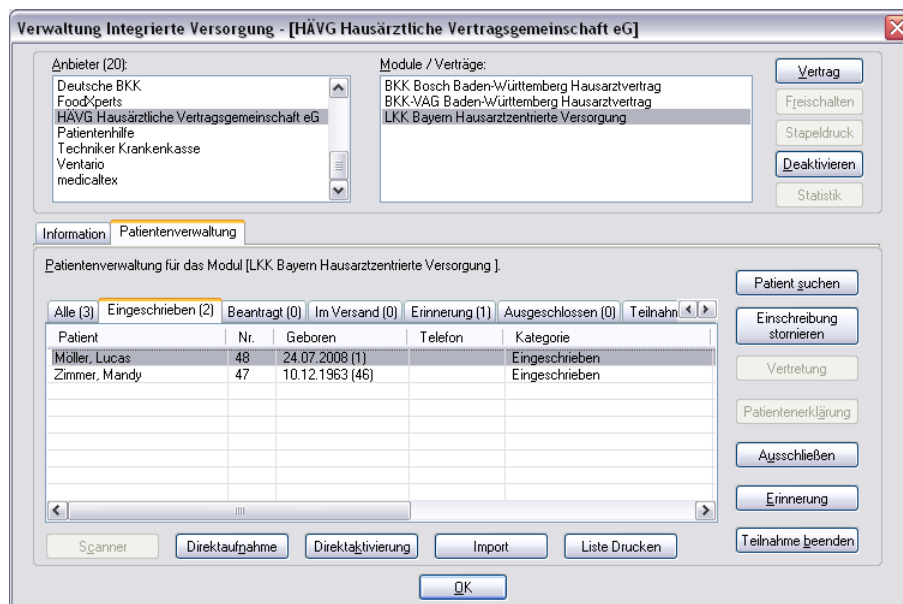 Verwaltung Integrierte Versorgung - [HÄVG Hausärztliche Vertragsgemeinschaft eG]
Anbieter (20):
Deutsche BKK
FoodXperts
HÄVG Hausärztliche Vertragsgemeinschaft eG
Patientenhilfe
Techniker Krankenkasse
Ventario
medicaltex
Module / Verträge:
BKK Bosch Baden-Württemberg Hausarztvertrag
BKK-VAG Baden-Württemberg Hausarztvertrag
LKK Bayern Hausarztzentrierte Versorgung
Vertrag
Freischalten
Stapeldruck
Deaktivieren
Statistik
Information Patientenverwaltung
Patientenverwaltung für das Modul [LKK Bayern Hausarztzentrierte Versorgung ].
Alle (3) Eingeschrieben (2) Beantragt (0) Im Versand (0) Erinnerung (1) Ausgeschlossen (0) Teilnahn
Patient Nr. Geboren Telefon Kategorie
Möller, Lucas 48 24.07.2008 (1) Eingeschrieben
Zimmer, Mandy 47 10.12.1963 (46) Eingeschrieben
Patient suchen
Einschreibung
stornieren
Vertretung
Patientenerklärung
Ausschließen
Erinnerung
Teilnahme beenden
Scanner Direktaufnahme Direktaktivierung Import Liste Drucken
OK